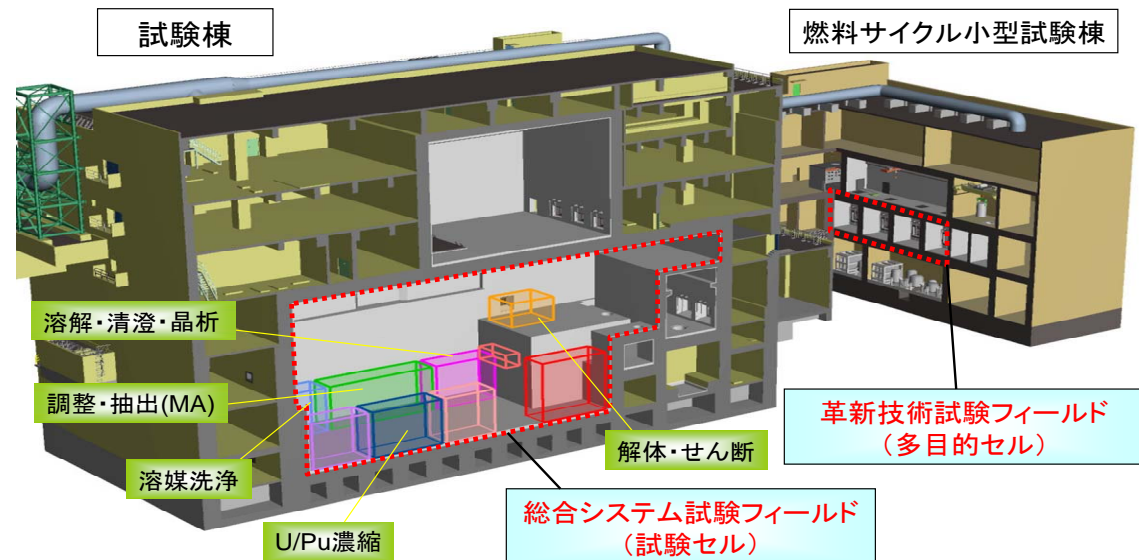 試験棟
燃料サイクル小型試験棟
溶解・清澄・晶析
調整・抽出(MA)
溶媒洗浄
U/Pu濃縮
解体・せん断
総合システム試験フィールド
(試験セル)
革新技術試験フィールド
(多目的セル)